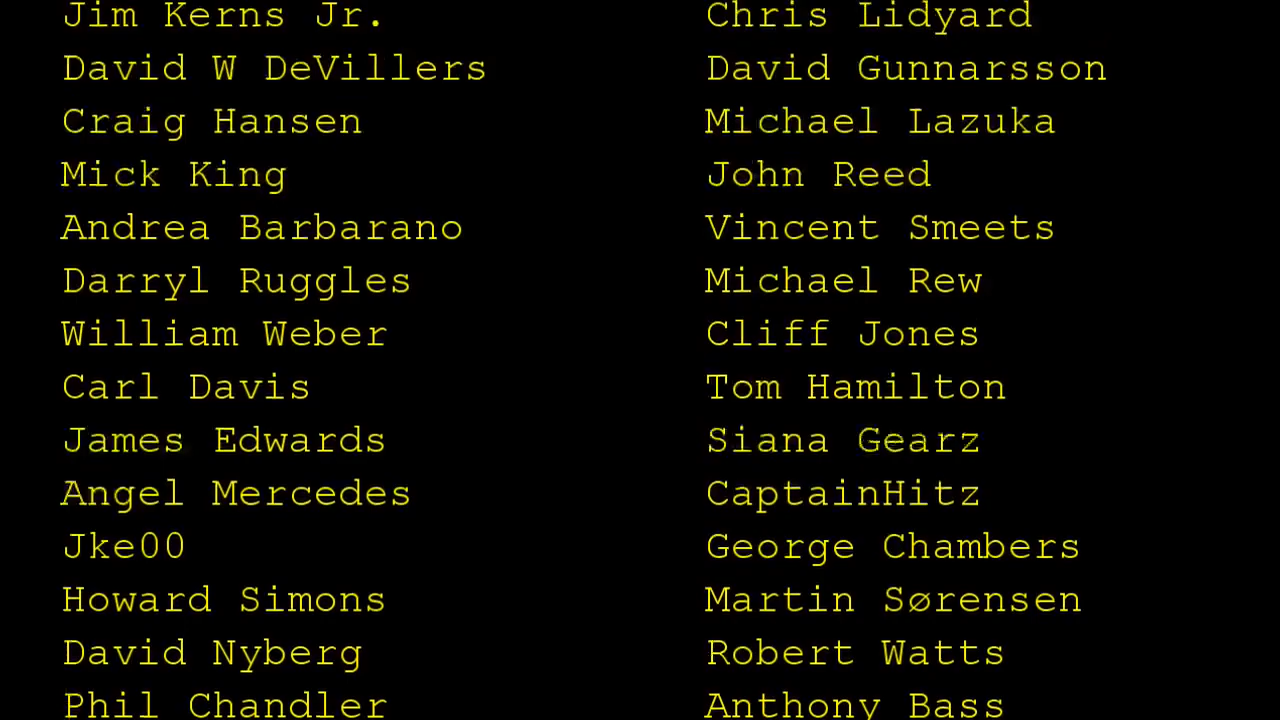 Jim Kerns Jr.
David W DeVillers
Craig Hansen
Mick King
Andrea Barbarano
Darryl Ruggles
William Weber
Carl Davis
James Edwards
Angel Mercedes
Jke00
Howard Simons
David Nyberg
Phil Chandler
Chris Lidyard
David Gunnarsson
Michael Lazuka
John Reed
Vincent Smeets
Michael Rew
Cliff Jones
Tom Hamilton
Siana Gearz
CaptainHitz
George Chambers
Martin Sørensen
Robert Watts
Anthony Bass